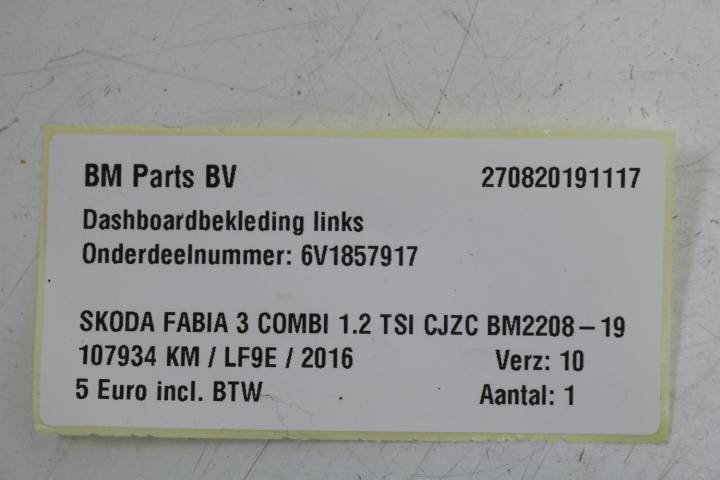 BM Parts BV 270820191117
Dashboardbekleding links
Onderdeelnummer: 6V1857917
SKODA FABIA 3 COMBI 1.2 TSI CJZC BM2208-19
107934 KM / LF9E / 2016 Verz: 10
5 Euro incl. BTW Aantal: 1